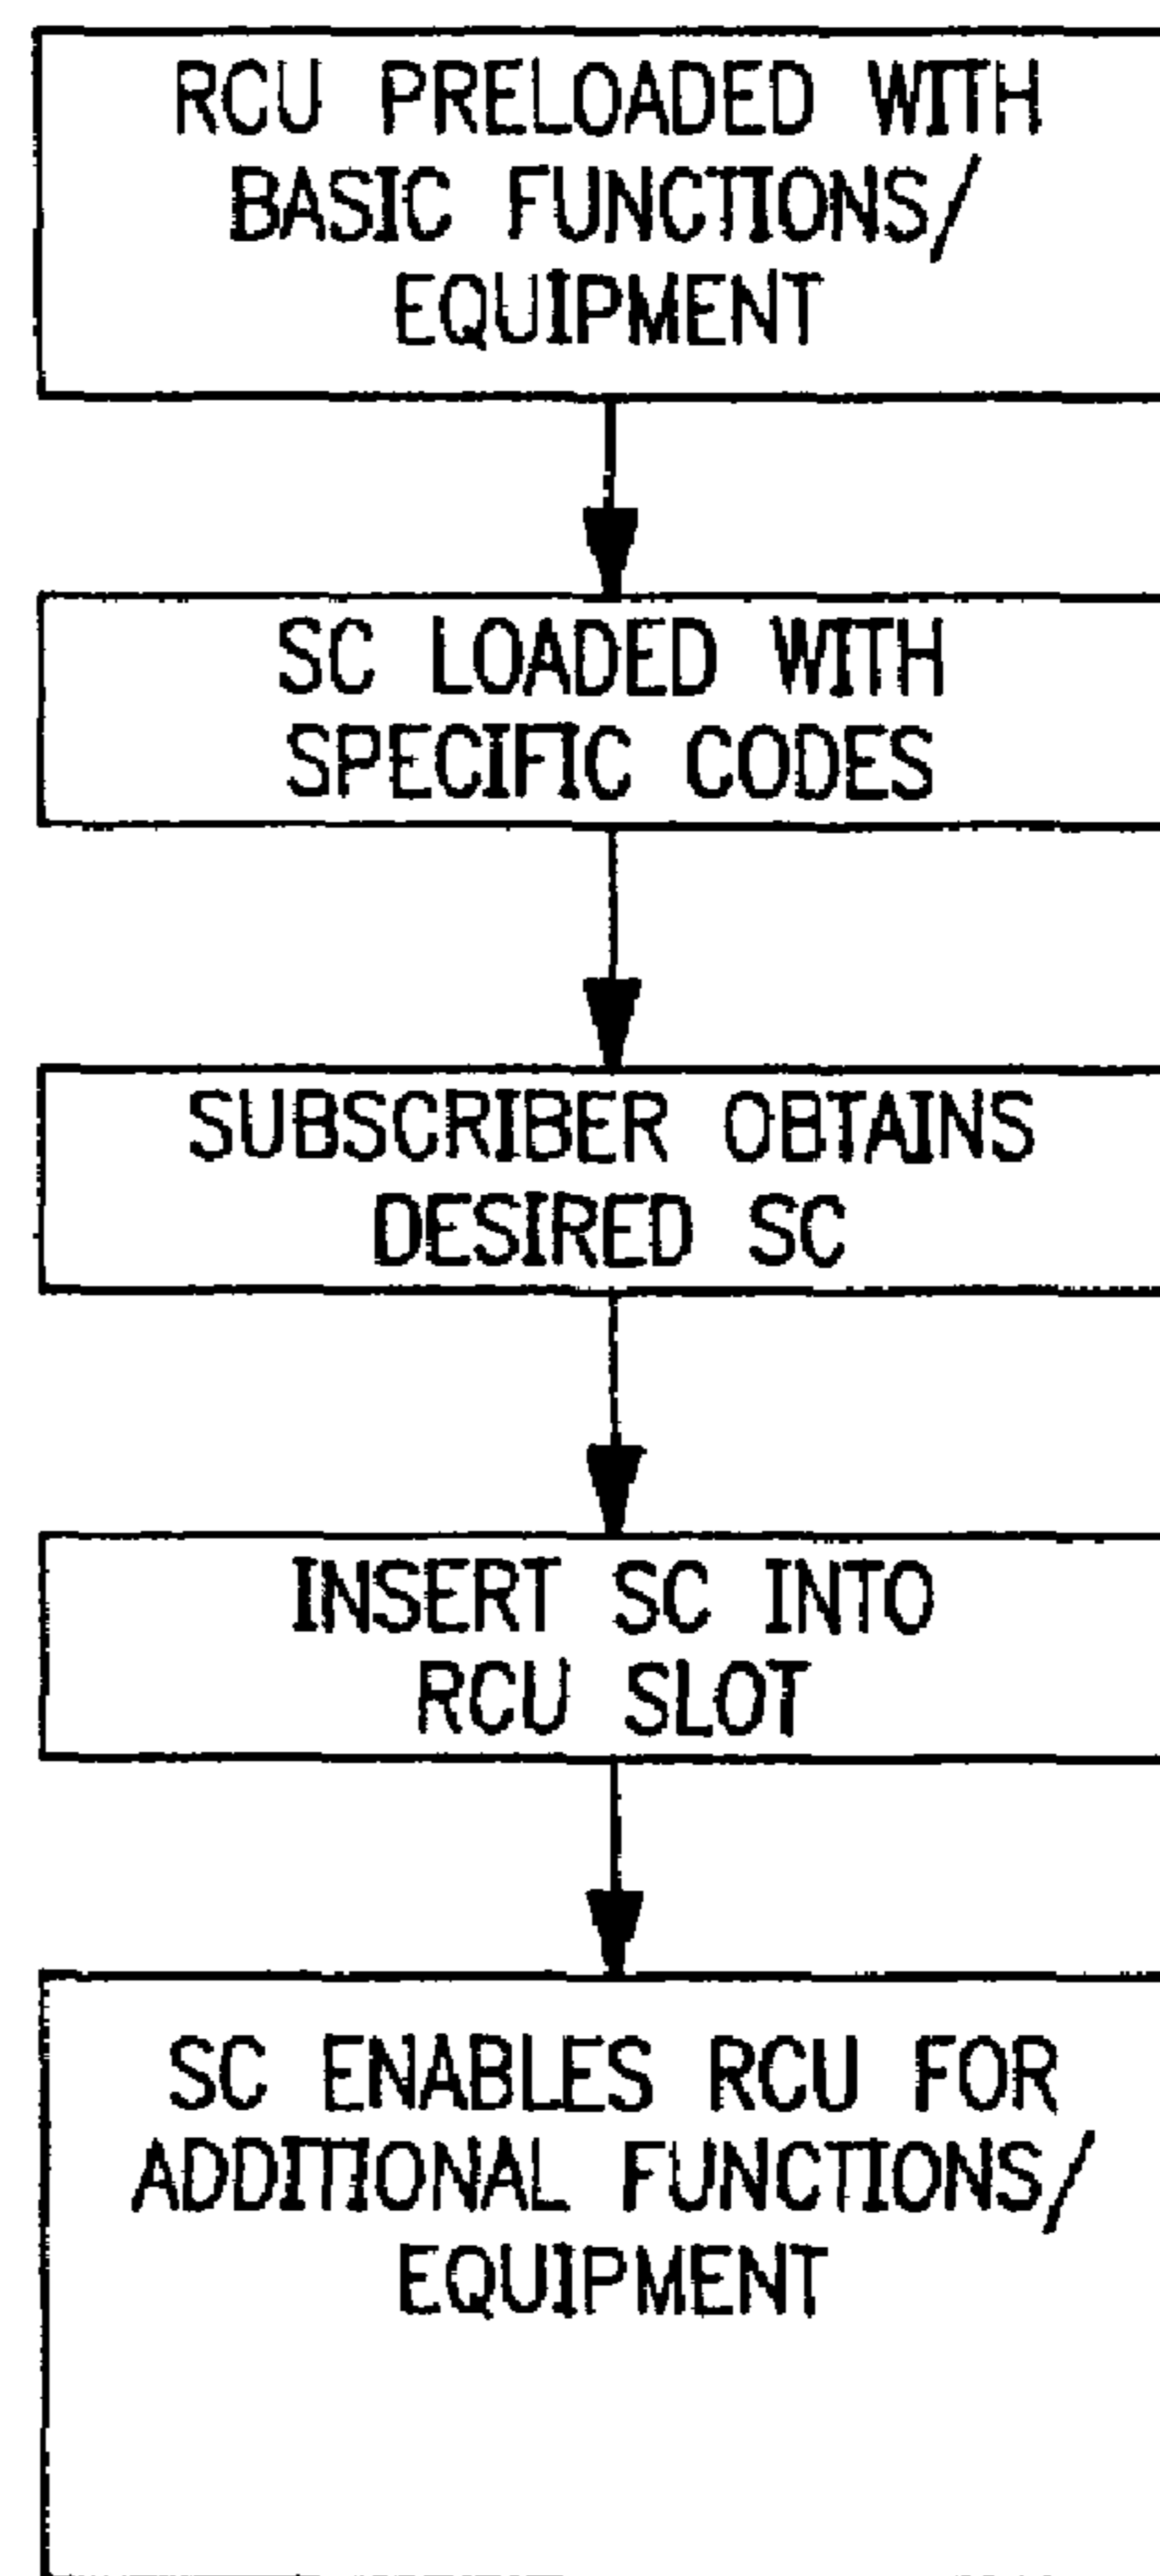 RCU PRELOADED WITH
BASIC FUNCTIONS/
EQUIPMENT
SC LOADED WITH
SPECIFIC CODES
SUBSCRIBER OBTAINS
DESIRED SC
INSERT SC INTO
RCU SLOT
SC ENABLES RCU FOR
ADDITIONAL FUNCTIONS/
EQUIPMENT